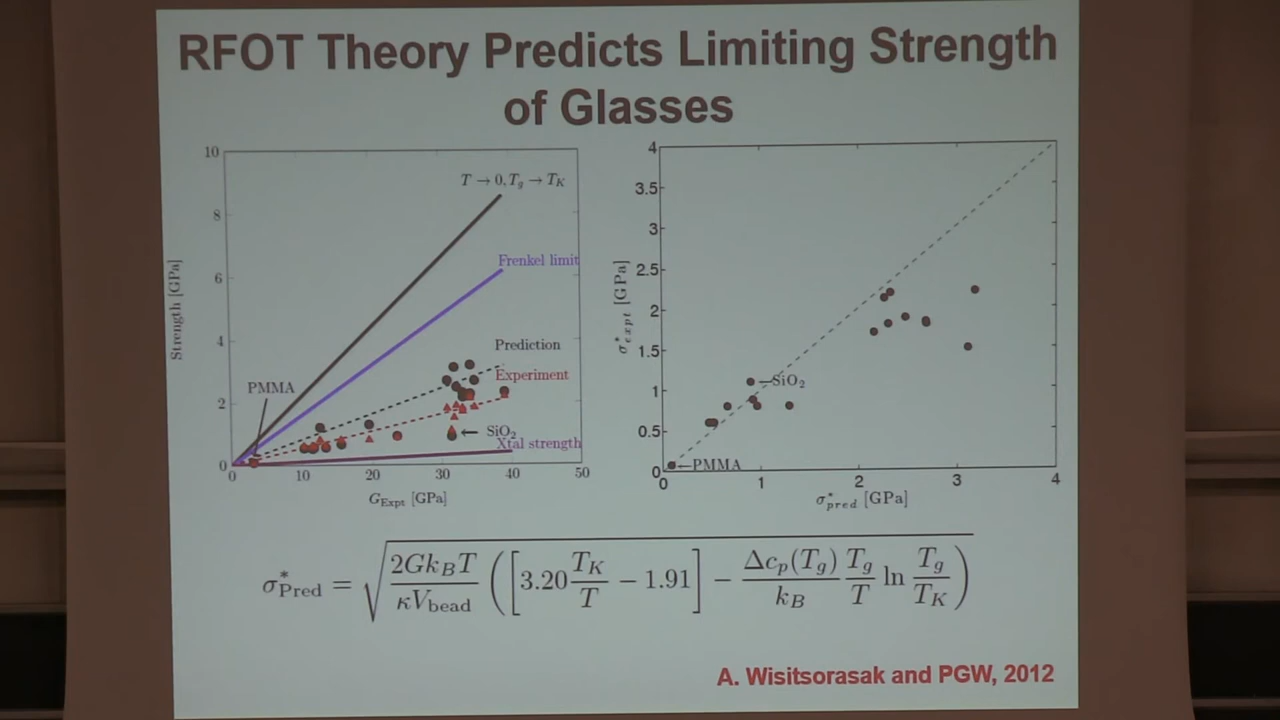 RFOT Theory Predicts Limiting Strength
of Glasses
10
8
6
4
2
0
Strength [GPa]
T → 0, T_g → T_K
Frenkel limit
Prediction
Experiment
PMMA
SiO₂
Xtal strength
0 10 20 30 40 50
G_Expt [GPa]
4
3.5
3
2.5
2
1.5
1
0.5
0
σ*_expt [GPa]
SiO₂
PMMA
0 1 2 3 4
σ*_pred [GPa]
σ*_Pred = √(2Gk_BT / κV_bead ([3.20 T_K/T − 1.91] − Δc_p(T_g)/k_B T_g/T ln T_g/T_K))
A. Wisitsorasak and PGW, 2012